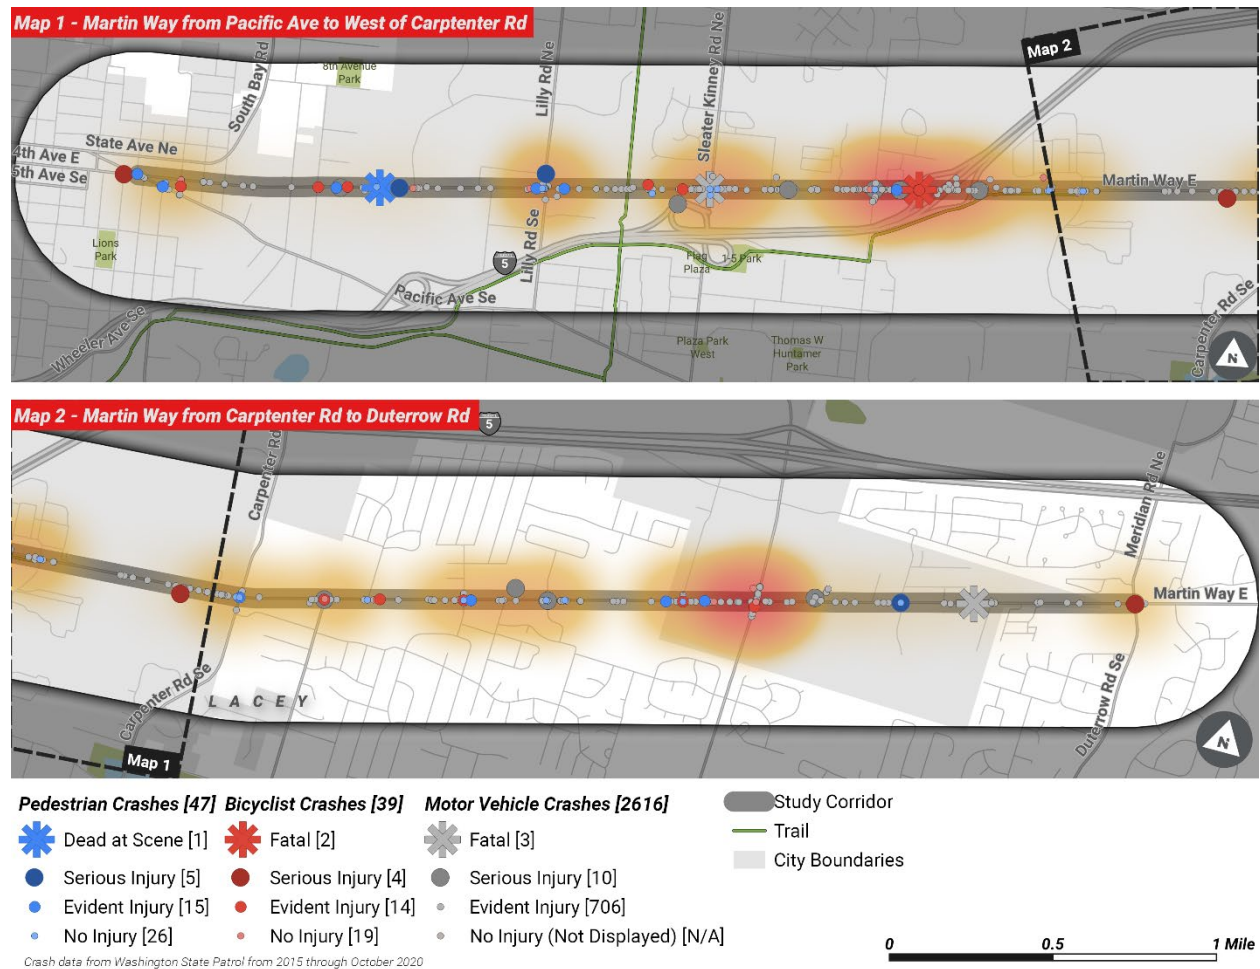 Map 1 - Martin Way from Pacific Ave to West of Carptenter Rd
Map 2
8th Avenue
Park
South Bay Rd
Lilly Rd Ne
Sleater Kinney Rd Ne
State Ave Ne
4th Ave E
5th Ave Se
Martin Way E
Lions
Park
Lilly Rd Se
5
Flag
Plaza
1-5 Park
Pacific Ave Se
Wheeler Ave Se
Plaza Park
West
Thomas W
Huntamer
Park
Carpenter Rd Se
N
Map 2 - Martin Way from Carptenter Rd to Duterrow Rd
5
Carpenter Rd
Meridian Rd Ne
Martin Way E
Carpenter Rd Se
LACEY
Duterrow Rd Se
Map 1
N
Pedestrian Crashes [47]
Dead at Scene [1]
Serious Injury [5]
Evident Injury [15]
No Injury [26]
Bicyclist Crashes [39]
Fatal [2]
Serious Injury [4]
Evident Injury [14]
No Injury [19]
Motor Vehicle Crashes [2616]
Fatal [3]
Serious Injury [10]
Evident Injury [706]
No Injury (Not Displayed) [N/A]
Study Corridor
Trail
City Boundaries
Crash data from Washington State Patrol from 2015 through October 2020
0 0.5 1 Mile